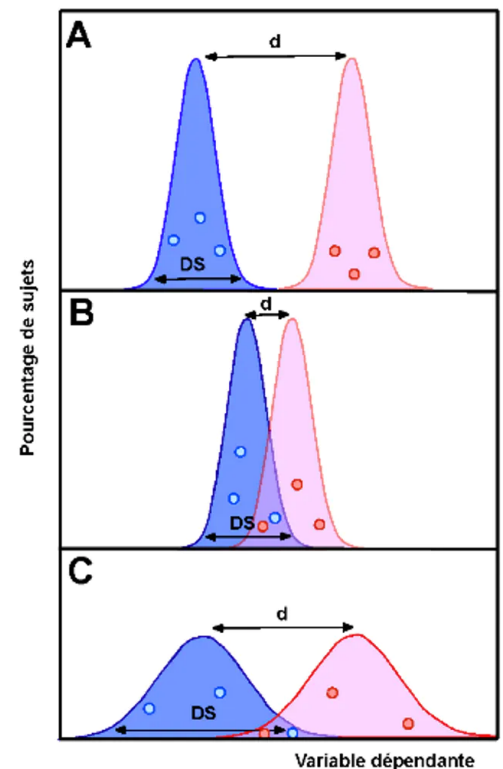 A
d
DS
B
d
DS
C
d
DS
Pourcentage de sujets
Variable dépendante